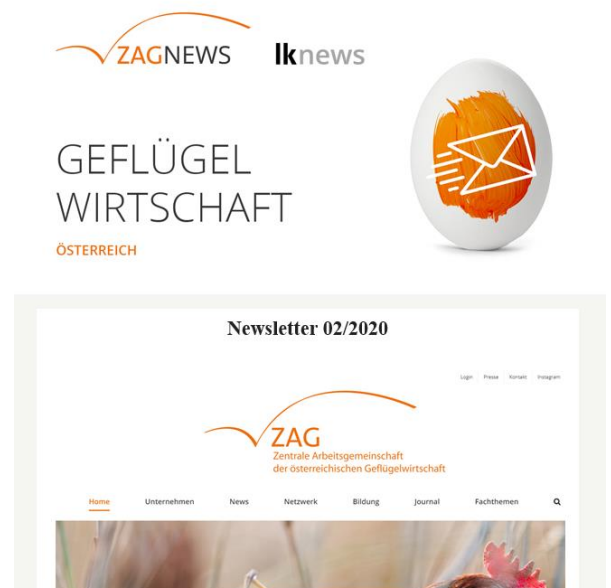 ZAGNEWS lknews
GEFLÜGEL
WIRTSCHAFT
ÖSTERREICH
Newsletter 02/2020
Login Presse Kontakt Instagram
ZAG
Zentrale Arbeitsgemeinschaft
der österreichischen Geflügelwirtschaft
Home Unternehmen News Netzwerk Bildung Journal Fachthemen